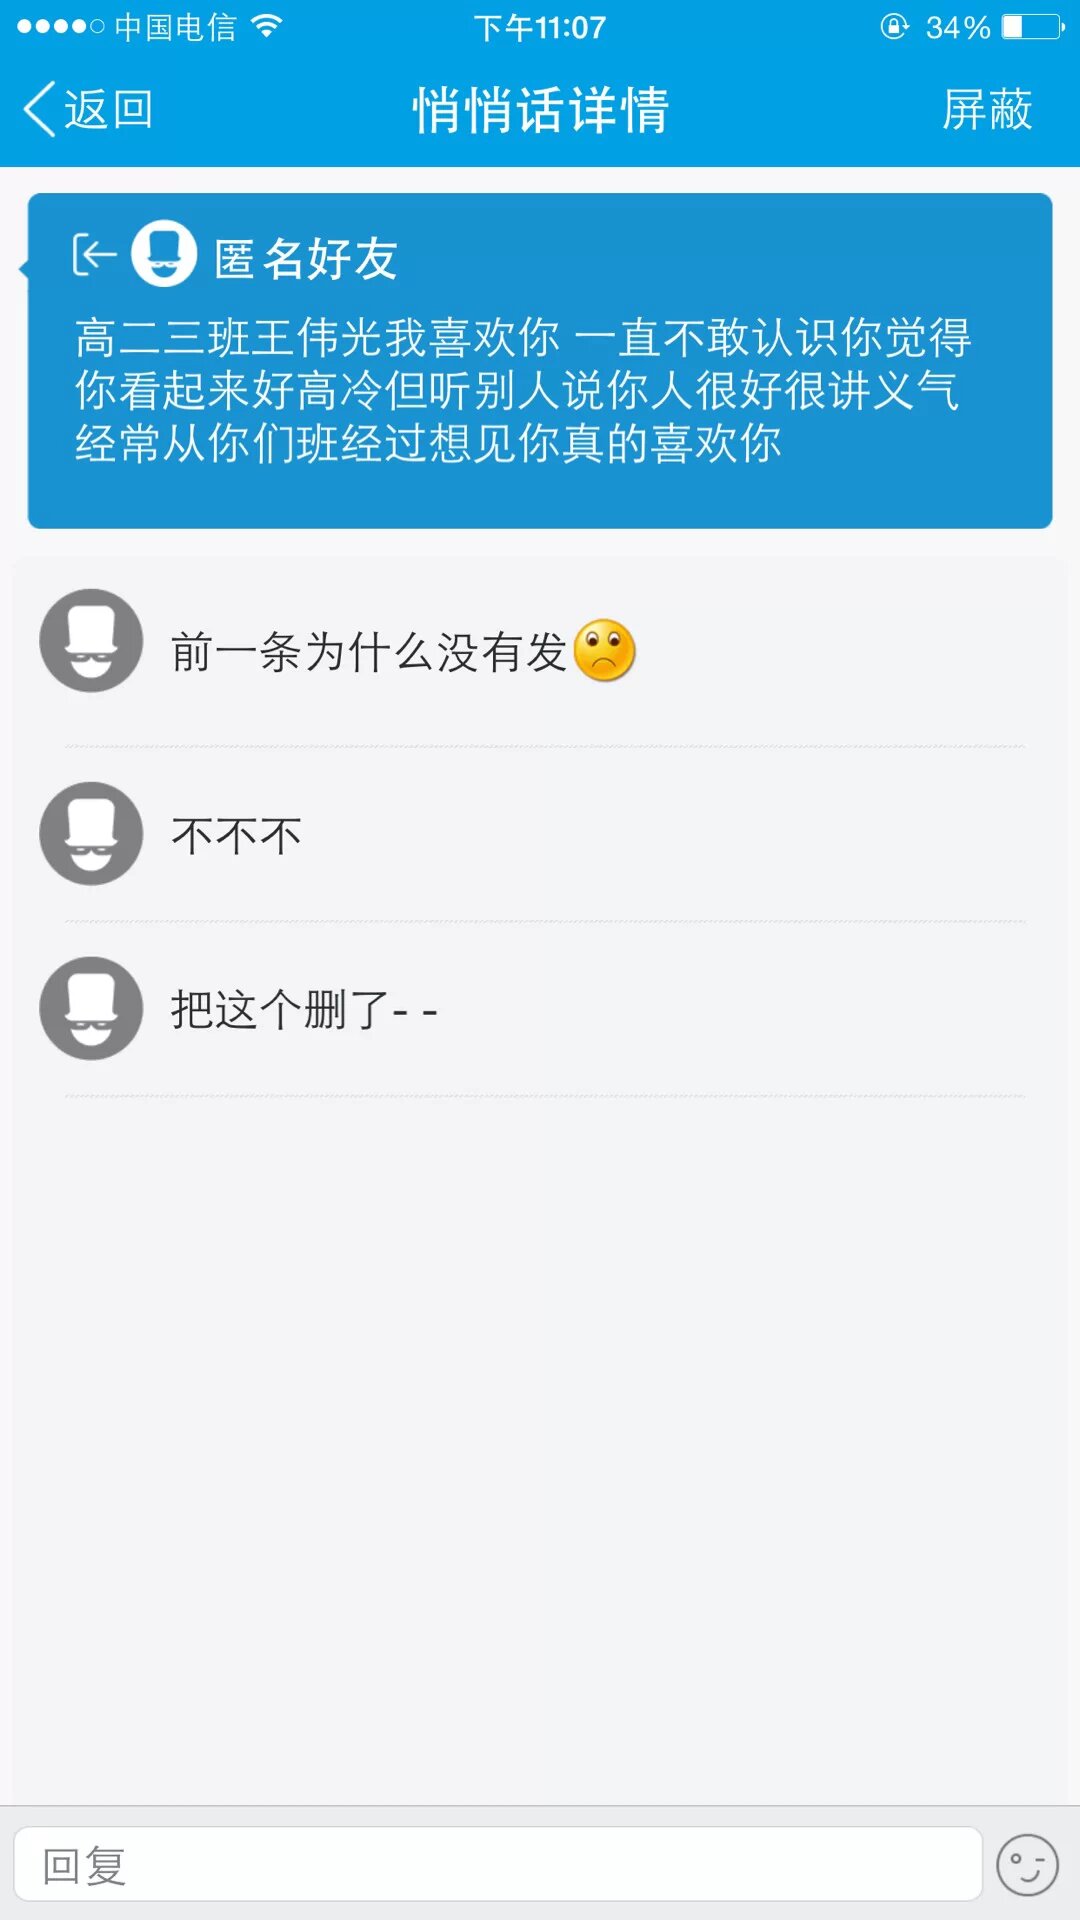 中国电信 下午11:07 34%
返回 悄悄话详情 屏蔽
匿名好友
高二三班王伟光我喜欢你 一直不敢认识你觉得
你看起来好高冷但听别人说你人很好很讲义气
经常从你们班经过想见你真的喜欢你
前一条为什么没有发
不不不
把这个删了- -
回复